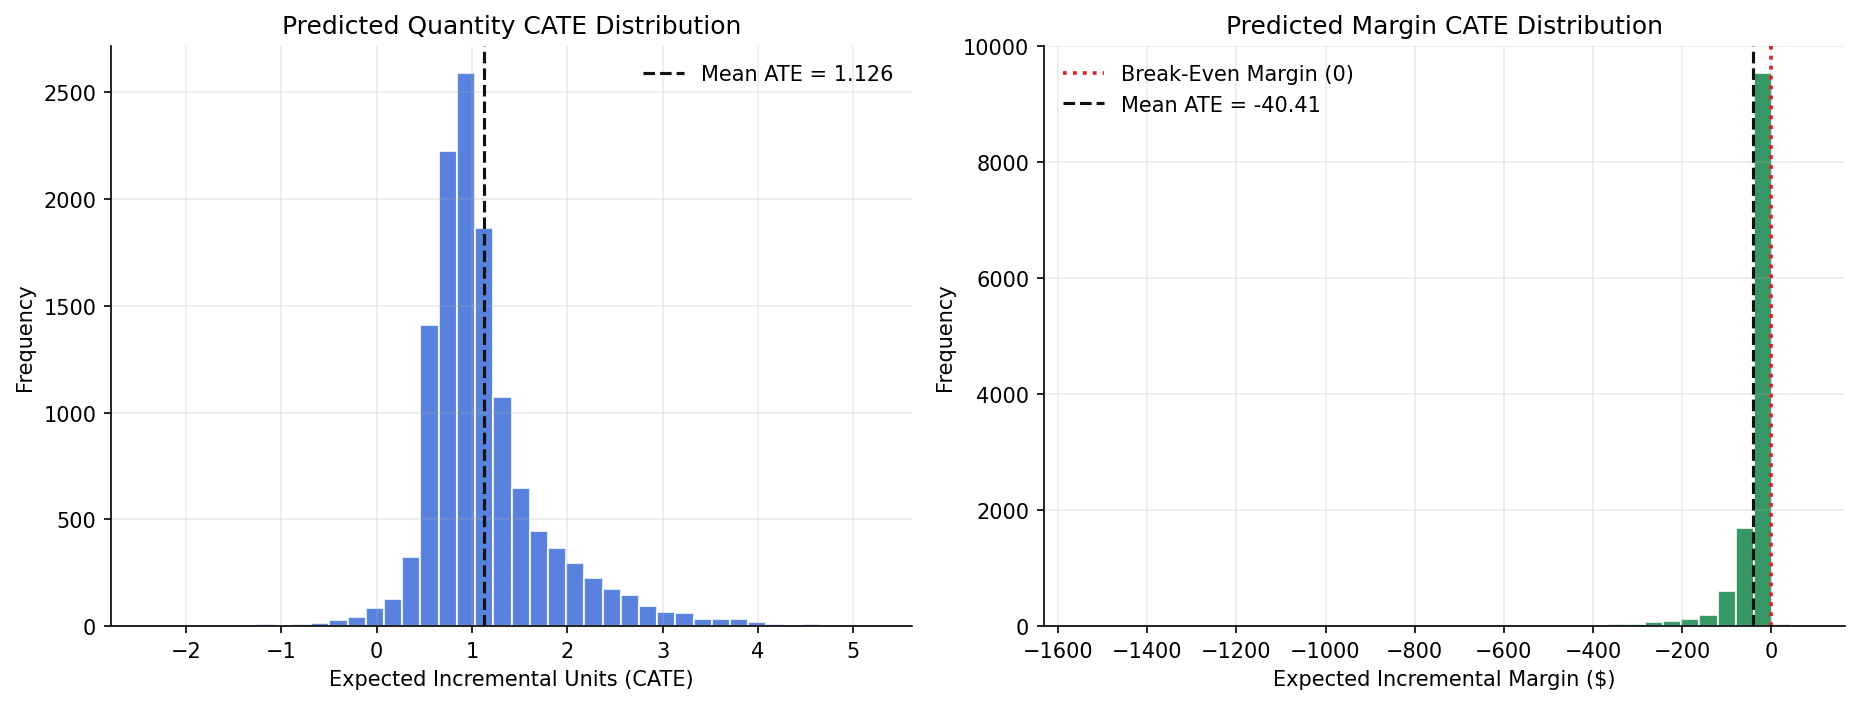 Predicted Quantity CATE Distribution
Mean ATE = 1.126
2500
2000
1500
1000
500
0
Frequency
−2 −1 0 1 2 3 4 5
Expected Incremental Units (CATE)
Predicted Margin CATE Distribution
Break-Even Margin (0)
Mean ATE = -40.41
10000
8000
6000
4000
2000
0
Frequency
−1600 −1400 −1200 −1000 −800 −600 −400 −200 0
Expected Incremental Margin ($)